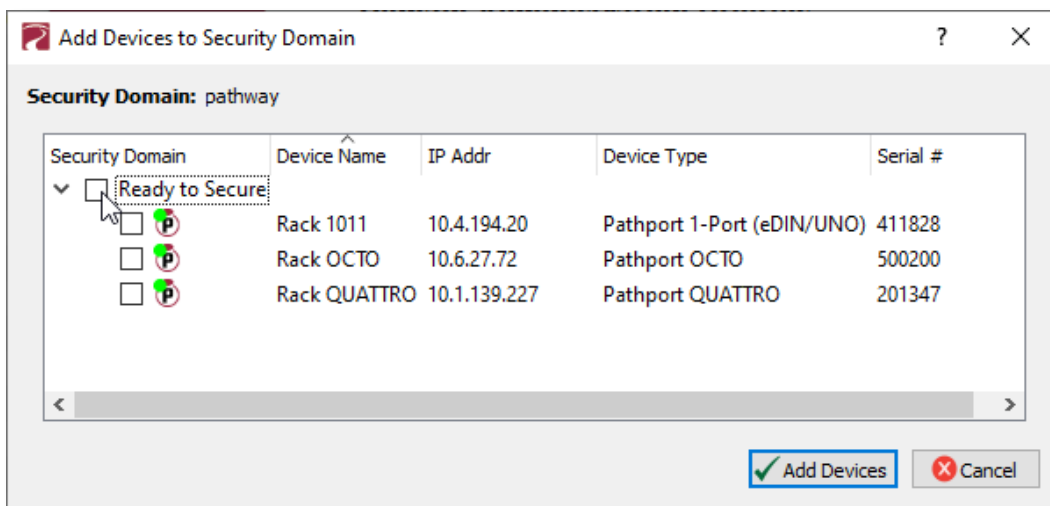 Add Devices to Security Domain ?
Security Domain: pathway
Security Domain Device Name IP Addr Device Type Serial #
Ready to Secure
P Rack 1011 10.4.194.20 Pathport 1-Port (eDIN/UNO) 411828
P Rack OCTO 10.6.27.72 Pathport OCTO 500200
P Rack QUATTRO 10.1.139.227 Pathport QUATTRO 201347
Add Devices Cancel